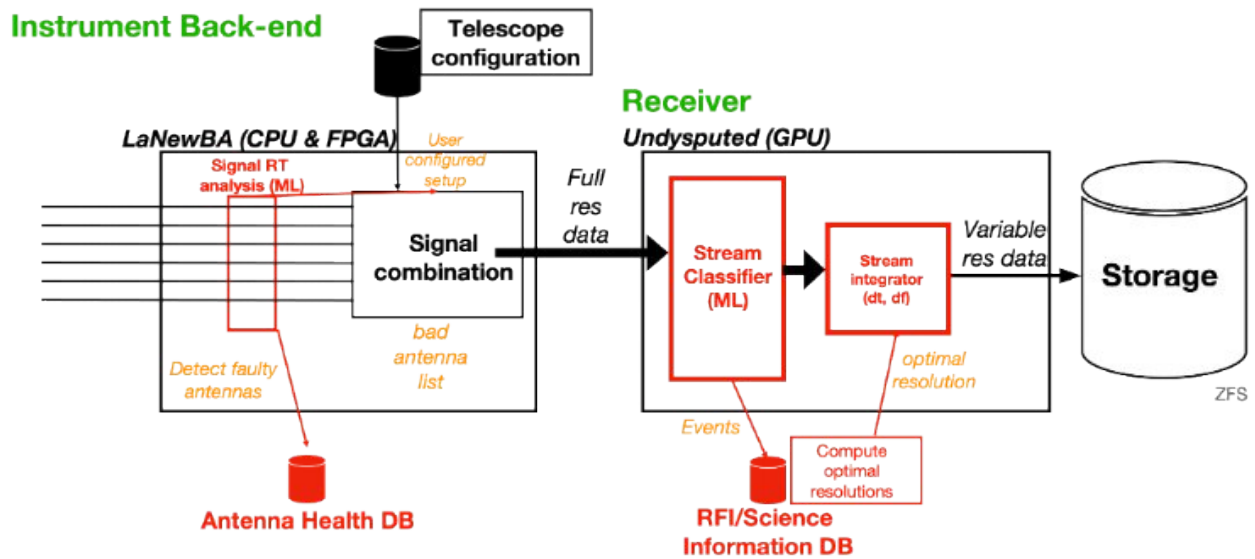 Instrument Back-end
Telescope
configuration
Receiver
LaNewBA (CPU & FPGA)
Undysputed (GPU)
User
configured
setup
Signal RT
analysis (ML)
Signal
combination
Full
res
data
Stream
Classifier
(ML)
Stream
integrator
(dt, df)
Variable
res data
Storage
ZFS
bad
antenna
list
Detect faulty
antennas
optimal
resolution
Events
Compute
optimal
resolutions
Antenna Health DB
RFI/Science
Information DB